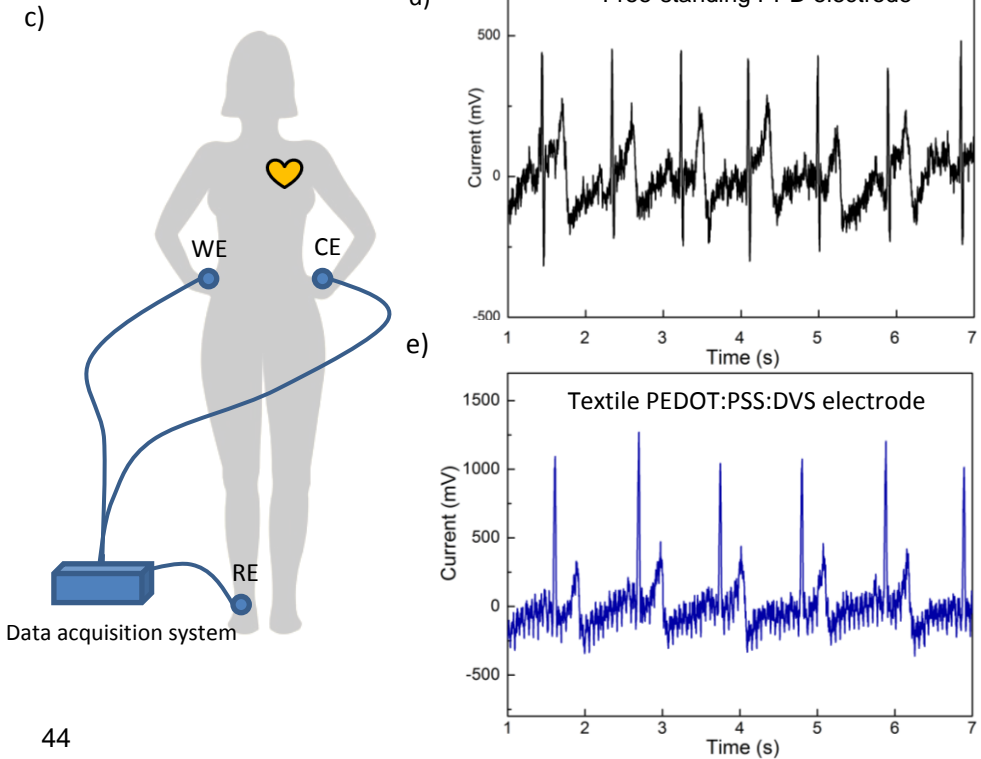 c)
500
0
-500
Current (mV)
1
2
3
4
5
6
7
Time (s)
WE
CE
RE
Data acquisition system
e)
Textile PEDOT:PSS:DVS electrode
1500
1000
500
0
-500
Current (mV)
1
2
3
4
5
6
7
Time (s)
44